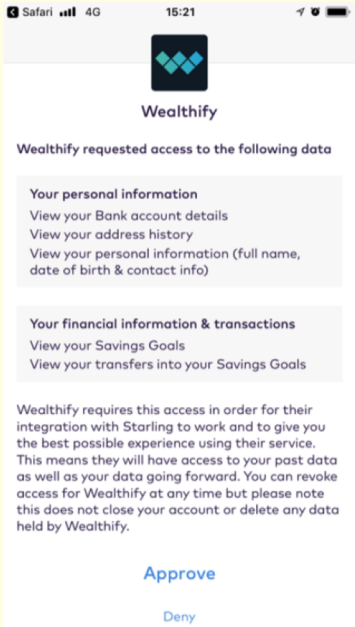 Safari 4G 15:21
Wealthify
Wealthify requested access to the following data
Your personal information
View your Bank account details
View your address history
View your personal information (full name,
date of birth & contact info)
Your financial information & transactions
View your Savings Goals
View your transfers into your Savings Goals
Wealthify requires this access in order for their
integration with Starling to work and to give you
the best possible experience using their service.
This means they will have access to your past data
as well as your data going forward. You can revoke
access for Wealthify at any time but please note
this does not close your account or delete any data
held by Wealthify.
Approve
Deny